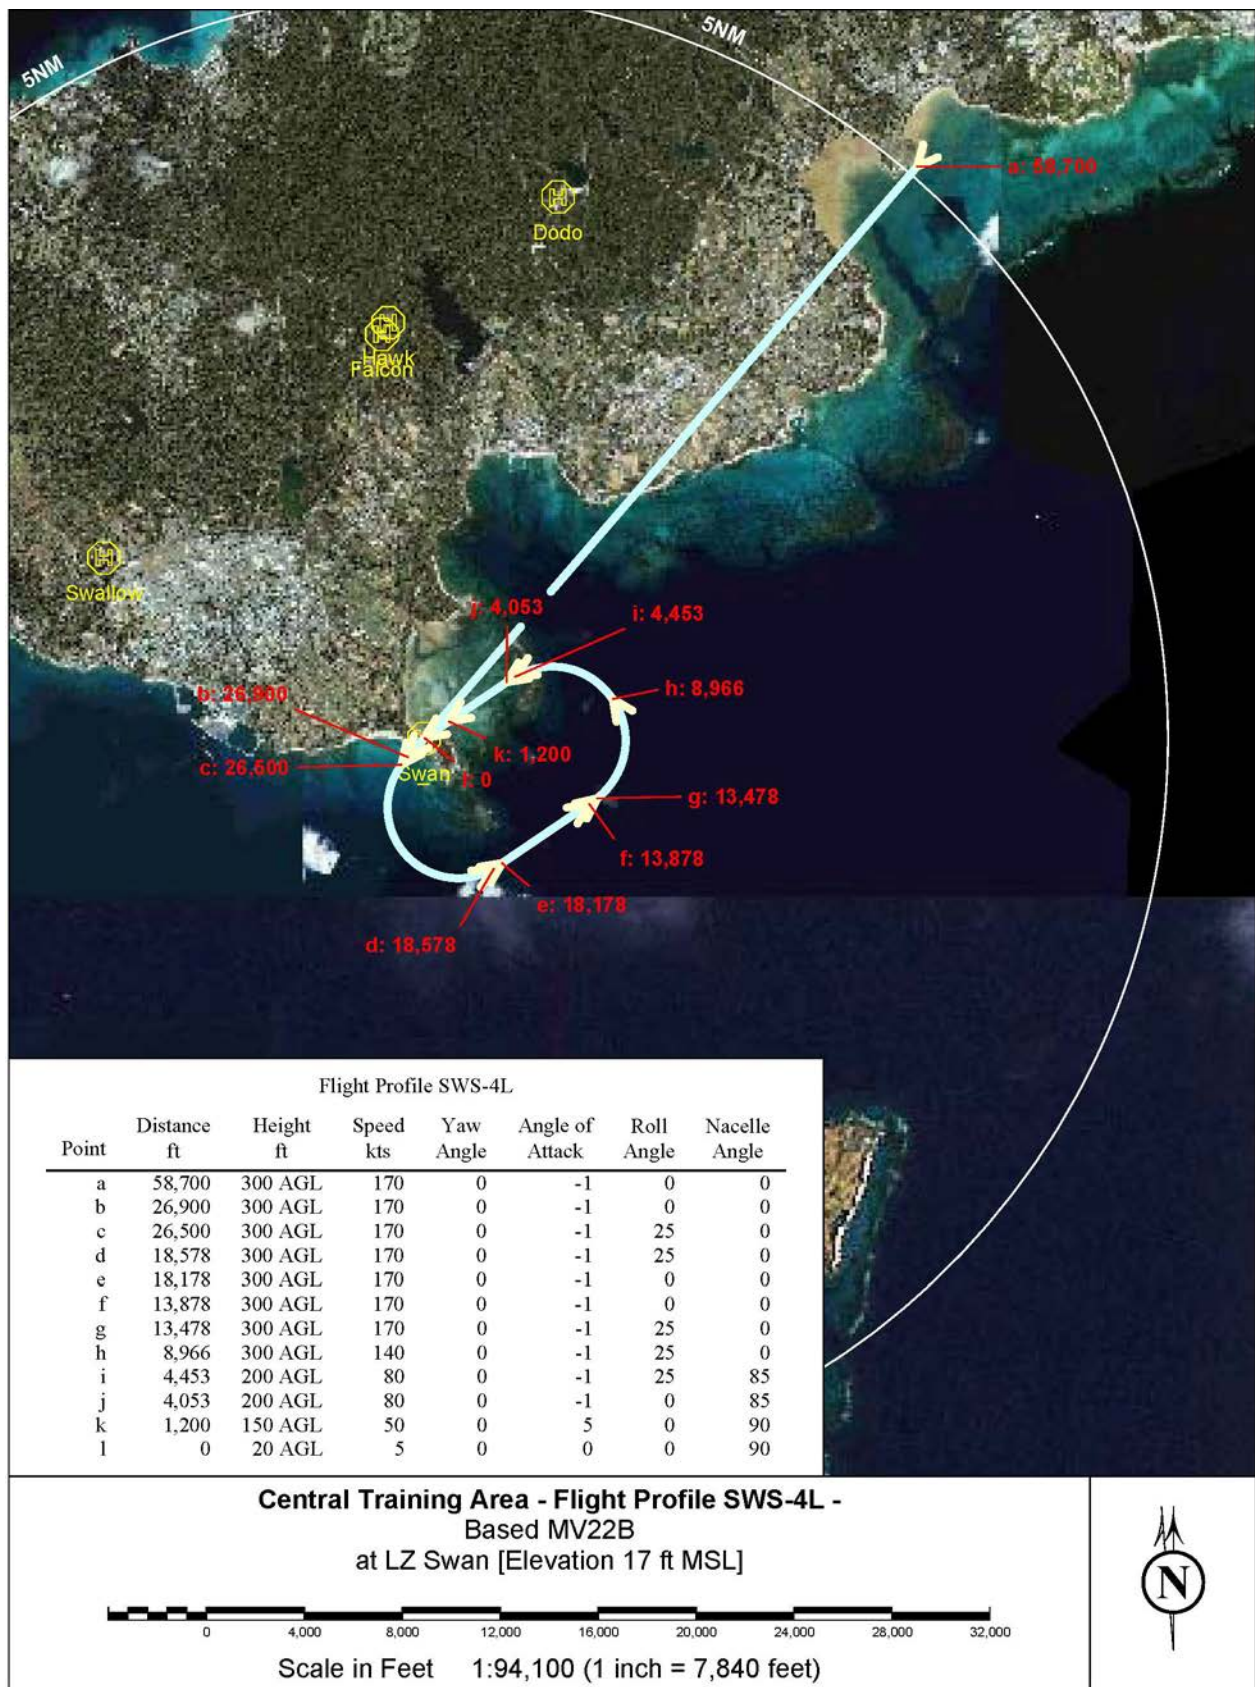 5NM
5NM
a: 58,700
Dodo
Hawk
Falcon
Swallow
j: 4,053
i: 4,453
b: 26,900
h: 8,966
k: 1,200
c: 26,500
Swan
l: 0
g: 13,478
f: 13,878
e: 18,178
d: 18,578
Flight Profile SWS-4L
Point Distance ft Height ft Speed kts Yaw Angle Angle of Attack Roll Angle Nacelle Angle
a 58,700 300 AGL 170 0 -1 0 0
b 26,900 300 AGL 170 0 -1 0 0
c 26,500 300 AGL 170 0 -1 25 0
d 18,578 300 AGL 170 0 -1 25 0
e 18,178 300 AGL 170 0 -1 0 0
f 13,878 300 AGL 170 0 -1 0 0
g 13,478 300 AGL 170 0 -1 25 0
h 8,966 300 AGL 140 0 -1 25 0
i 4,453 200 AGL 80 0 -1 25 85
j 4,053 200 AGL 80 0 -1 0 85
k 1,200 150 AGL 50 0 5 0 90
l 0 20 AGL 5 0 0 0 90
Central Training Area - Flight Profile SWS-4L -
Based MV22B
at LZ Swan [Elevation 17 ft MSL]
0 4,000 8,000 12,000 16,000 20,000 24,000 28,000 32,000
Scale in Feet 1:94,100 (1 inch = 7,840 feet)
N